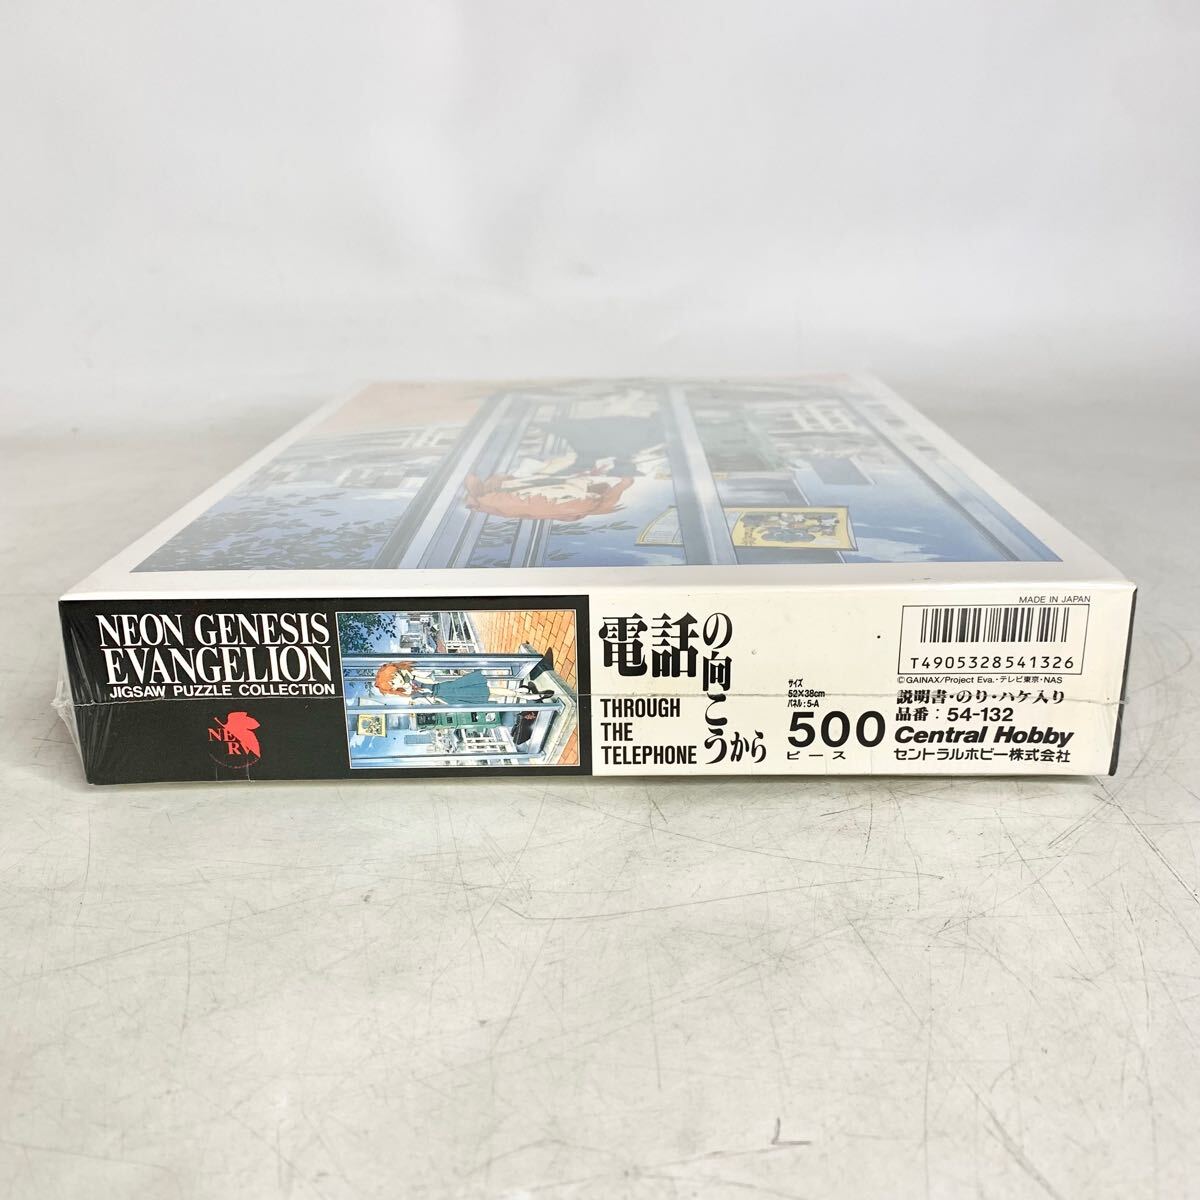 NEON GENESIS
EVANGELION
JIGSAW PUZZLE COLLECTION
NERV
電話の向こうから
THROUGH
THE
TELEPHONE
サイズ
52×38cm
パネル:5-A
500
ピース
MADE IN JAPAN
T4905328541326
©GAINAX/Project Eva.・テレビ東京・NAS
説明書・のり・ハケ入り
品番:54-132
Central Hobby
セントラルホビー株式会社